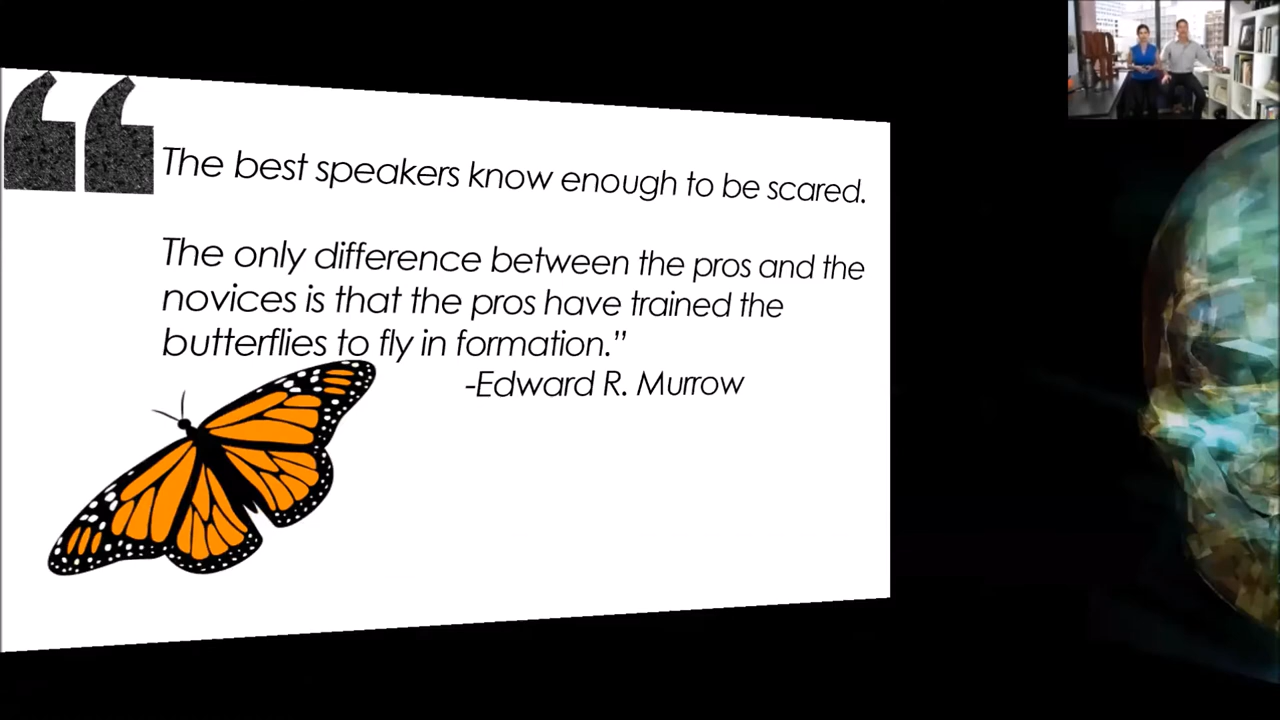 “
The best speakers know enough to be scared.
The only difference between the pros and the
novices is that the pros have trained the
butterflies to fly in formation.”
-Edward R. Murrow